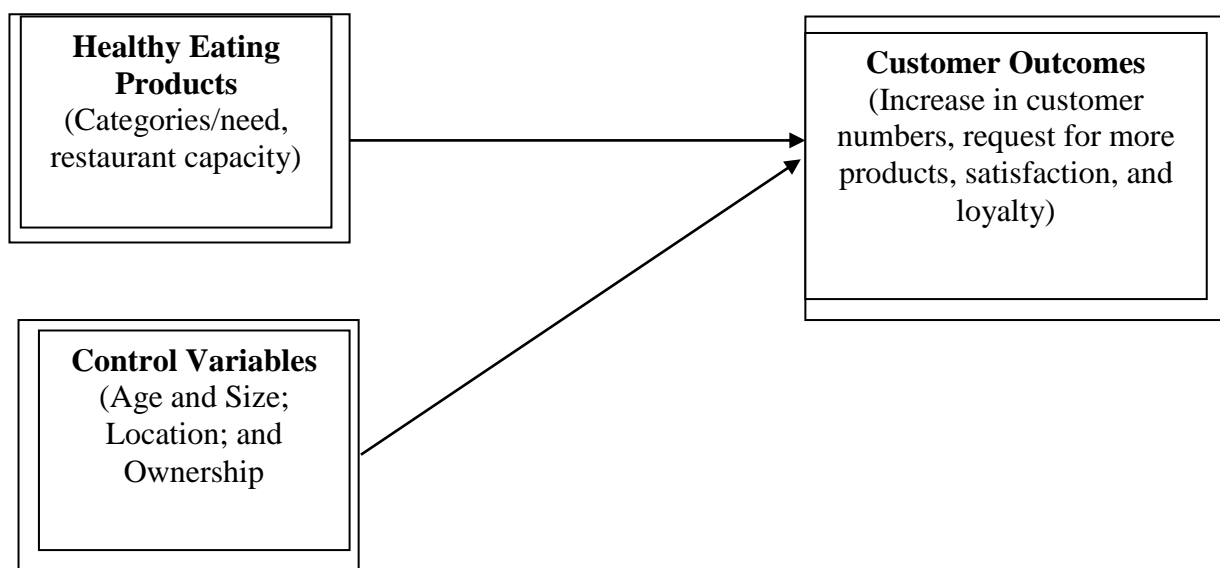 Healthy Eating
Products
(Categories/need,
restaurant capacity)
Customer Outcomes
(Increase in customer
numbers, request for more
products, satisfaction, and
loyalty)
Control Variables
(Age and Size;
Location; and
Ownership